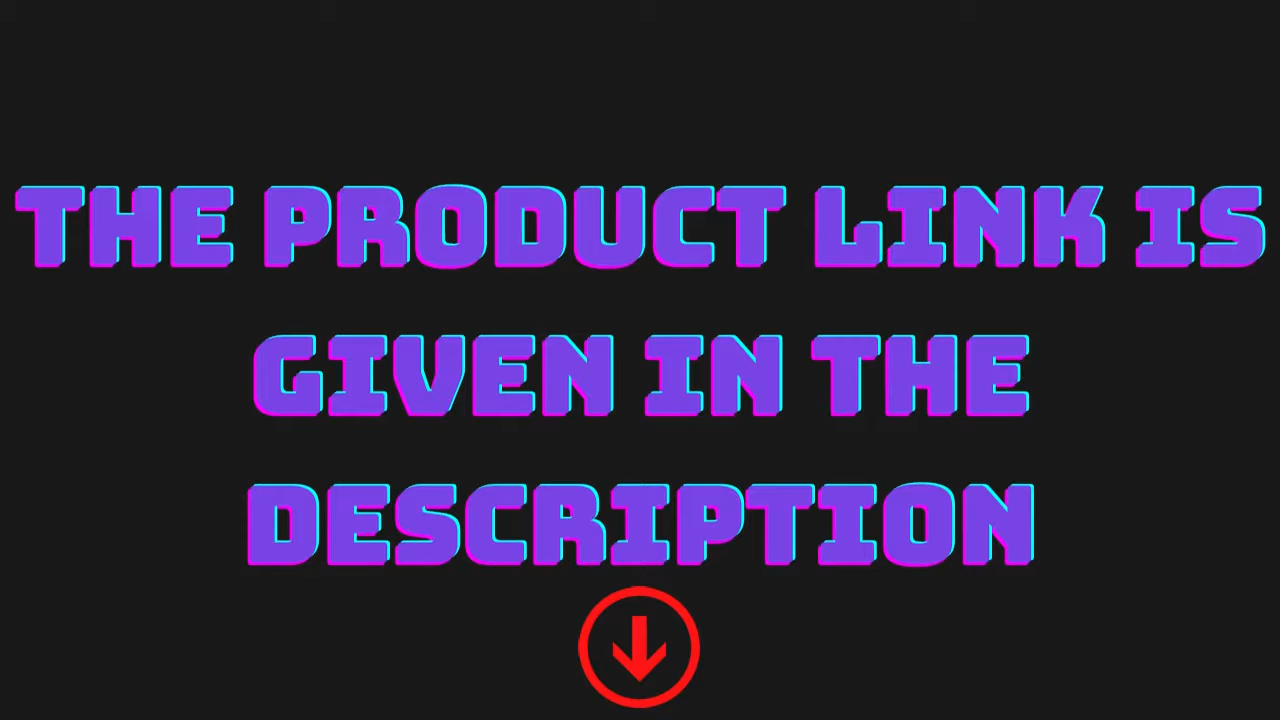 THE PRODUCT LINK IS
GIVEN IN THE
DESCRIPTION